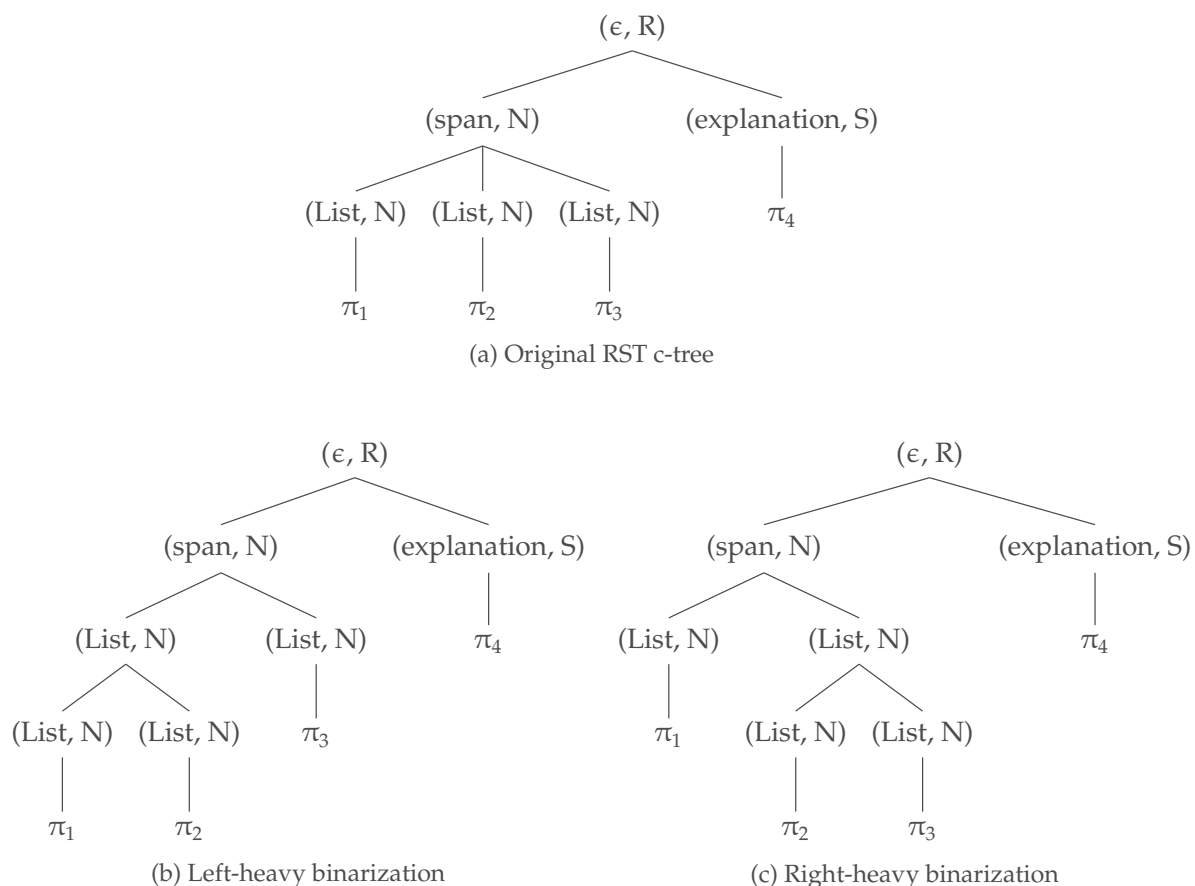 (ϵ, R)
(span, N) (explanation, S)
(List, N) (List, N) (List, N) π₄
π₁ π₂ π₃
(a) Original RST c-tree
(ϵ, R) (ϵ, R)
(span, N) (explanation, S) (span, N) (explanation, S)
(List, N) (List, N) π₄ (List, N) (List, N) π₄
(List, N) (List, N) π₃ π₁ (List, N) (List, N)
π₁ π₂ π₂ π₃
(b) Left-heavy binarization (c) Right-heavy binarization